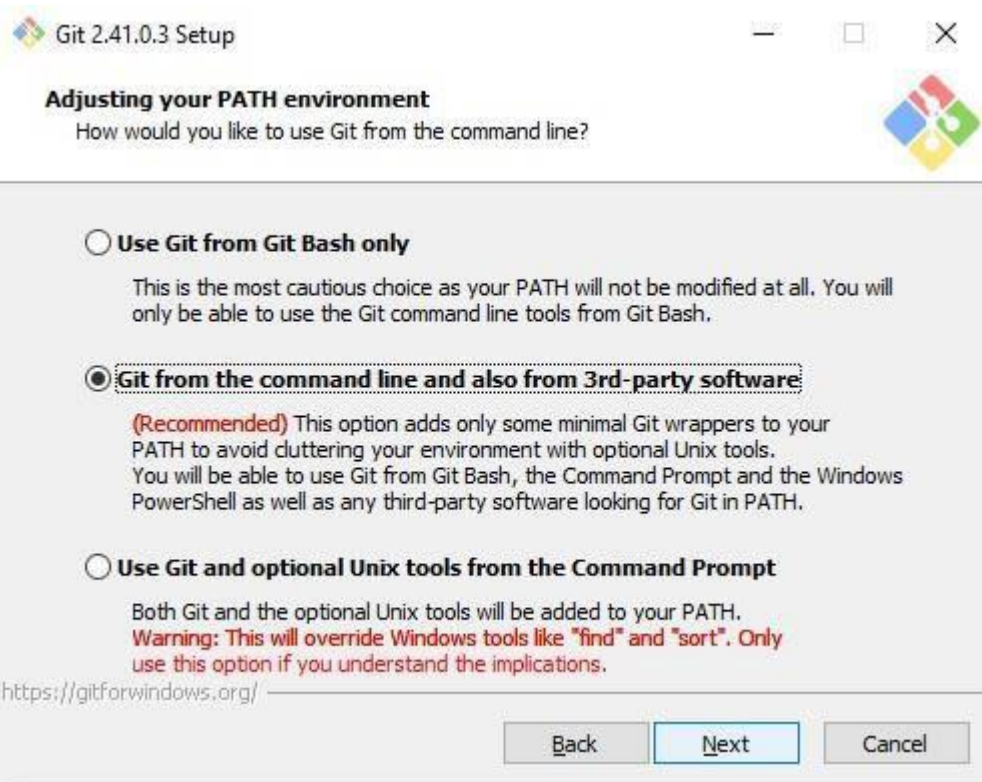 Git 2.41.0.3 Setup
Adjusting your PATH environment
How would you like to use Git from the command line?
Use Git from Git Bash only
This is the most cautious choice as your PATH will not be modified at all. You will
only be able to use the Git command line tools from Git Bash.
Git from the command line and also from 3rd-party software
(Recommended) This option adds only some minimal Git wrappers to your
PATH to avoid cluttering your environment with optional Unix tools.
You will be able to use Git from Git Bash, the Command Prompt and the Windows
PowerShell as well as any third-party software looking for Git in PATH.
Use Git and optional Unix tools from the Command Prompt
Both Git and the optional Unix tools will be added to your PATH.
Warning: This will override Windows tools like "find" and "sort". Only
use this option if you understand the implications.
https://gitforwindows.org/
Back Next Cancel